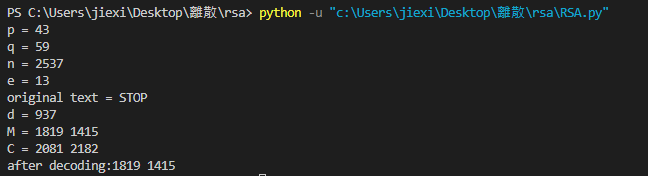 PS C:\Users\jiexi\Desktop\離散\rsa> python -u "c:\Users\jiexi\Desktop\離散\rsa\RSA.py"
p = 43
q = 59
n = 2537
e = 13
original text = STOP
d = 937
M = 1819 1415
C = 2081 2182
after decoding:1819 1415